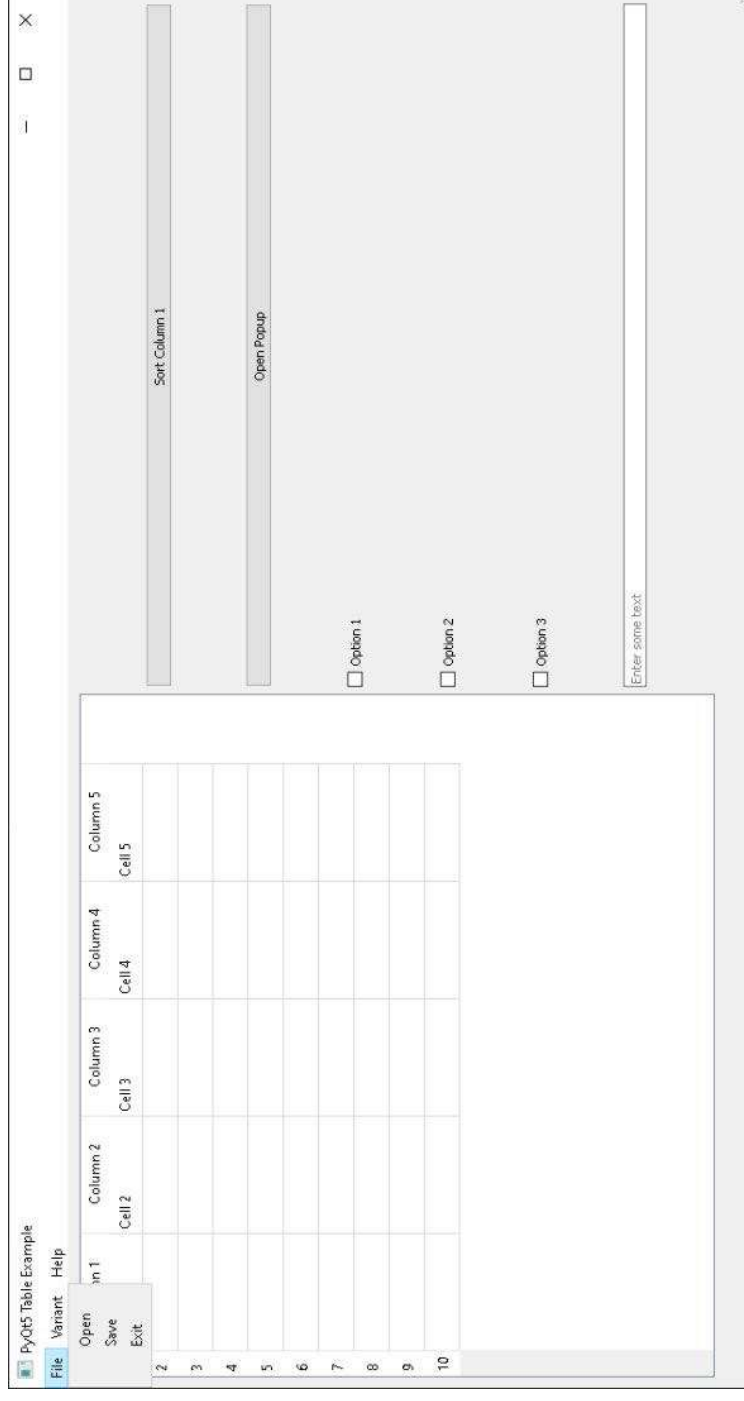 PyQt5 Table Example
File Variant Help
Open
Save
Exit
n 1 Column 2 Column 3 Column 4 Column 5
Cell 2 Cell 3 Cell 4 Cell 5
2
3
4
5
6
7
8
9
10
Sort Column 1
Open Popup
Option 1
Option 2
Option 3
Enter some text